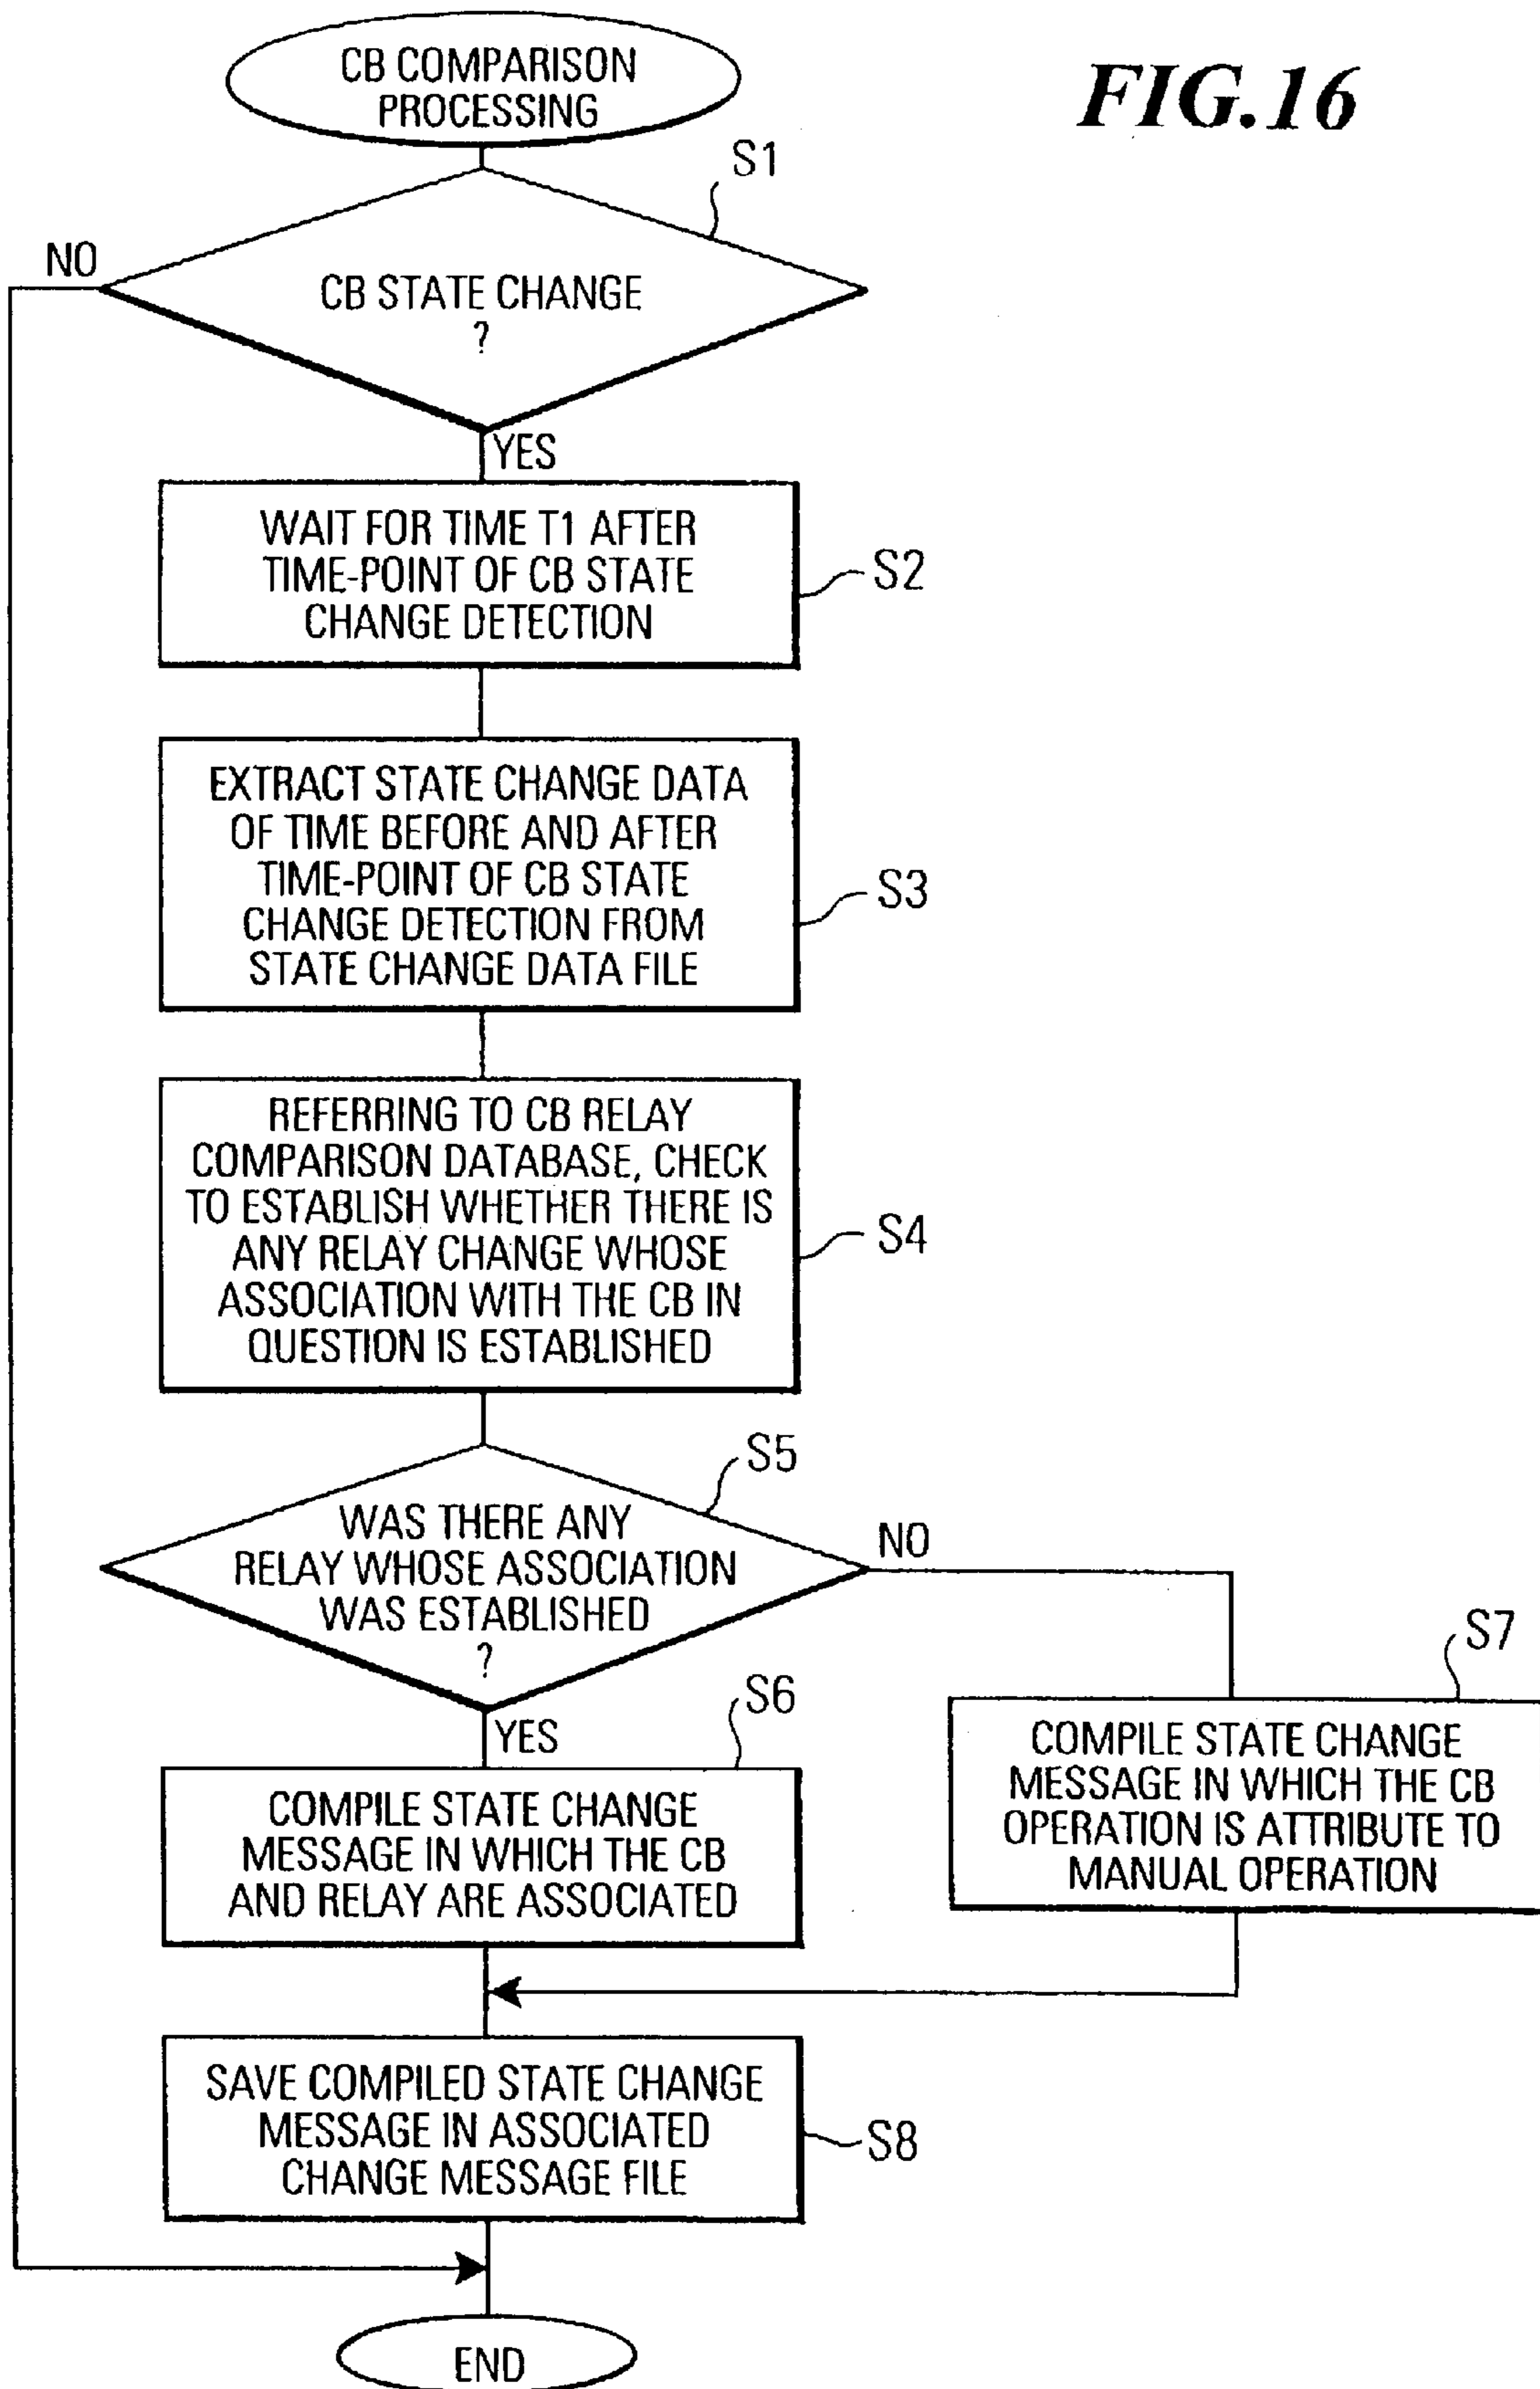 CB COMPARISON
PROCESSING
FIG.16
S1
NO
CB STATE CHANGE
?
YES
WAIT FOR TIME T1 AFTER
TIME-POINT OF CB STATE
CHANGE DETECTION
S2
EXTRACT STATE CHANGE DATA
OF TIME BEFORE AND AFTER
TIME-POINT OF CB STATE
CHANGE DETECTION FROM
STATE CHANGE DATA FILE
S3
REFERRING TO CB RELAY
COMPARISON DATABASE, CHECK
TO ESTABLISH WHETHER THERE IS
ANY RELAY CHANGE WHOSE
ASSOCIATION WITH THE CB IN
QUESTION IS ESTABLISHED
S4
S5
WAS THERE ANY
RELAY WHOSE ASSOCIATION
WAS ESTABLISHED
?
NO
YES
S6
COMPILE STATE CHANGE
MESSAGE IN WHICH THE CB
AND RELAY ARE ASSOCIATED
S7
COMPILE STATE CHANGE
MESSAGE IN WHICH THE CB
OPERATION IS ATTRIBUTE TO
MANUAL OPERATION
SAVE COMPILED STATE CHANGE
MESSAGE IN ASSOCIATED
CHANGE MESSAGE FILE
S8
END